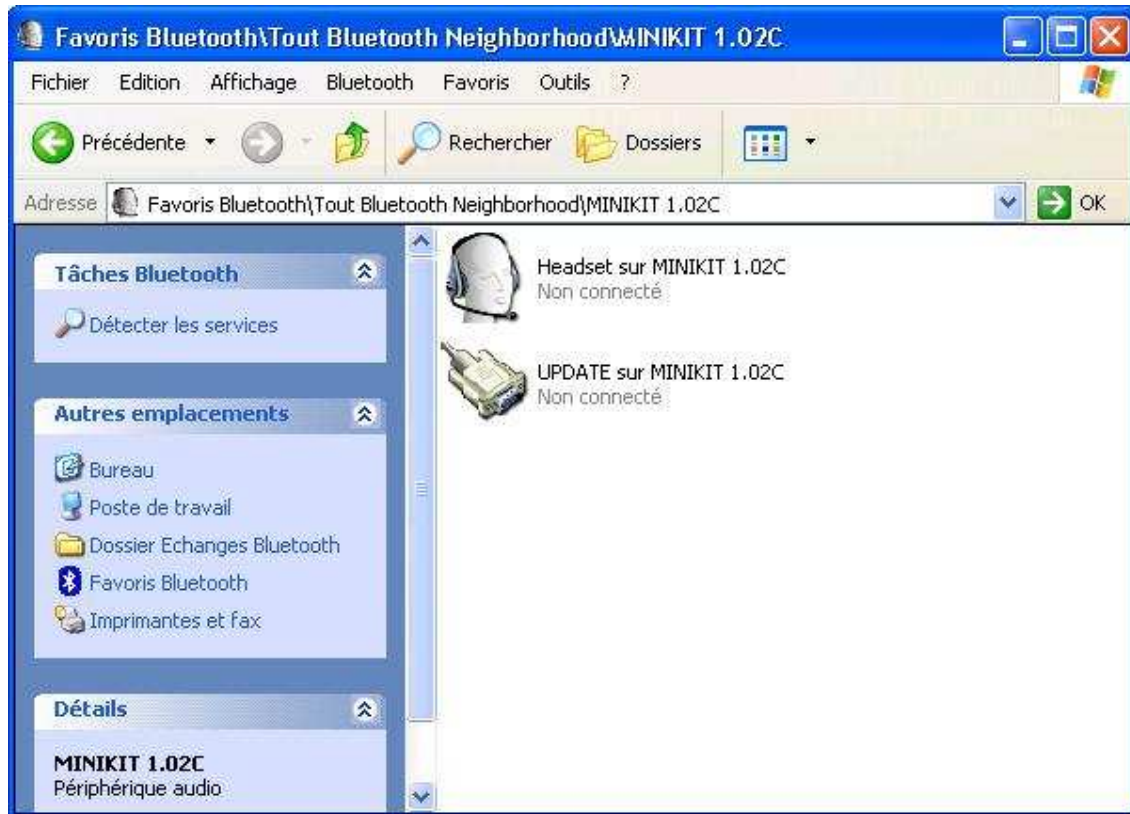 Favoris Bluetooth\Tout Bluetooth Neighborhood\MINIKIT 1.02C
Fichier Edition Affichage Bluetooth Favoris Outils ?
Précédente Rechercher Dossiers
Adresse Favoris Bluetooth\Tout Bluetooth Neighborhood\MINIKIT 1.02C OK
Tâches Bluetooth
Détecter les services
Autres emplacements
Bureau
Poste de travail
Dossier Echanges Bluetooth
Favoris Bluetooth
Imprimantes et fax
Détails
MINIKIT 1.02C
Périphérique audio
Headset sur MINIKIT 1.02C
Non connecté
UPDATE sur MINIKIT 1.02C
Non connecté